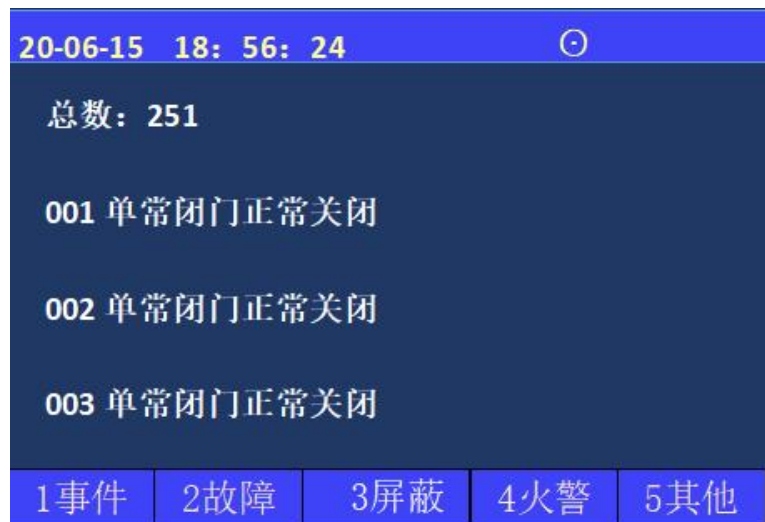 20-06-15 18：56：24
总数：251
001 单常闭门正常关闭
002 单常闭门正常关闭
003 单常闭门正常关闭
1事件 2故障 3屏蔽 4火警 5其他